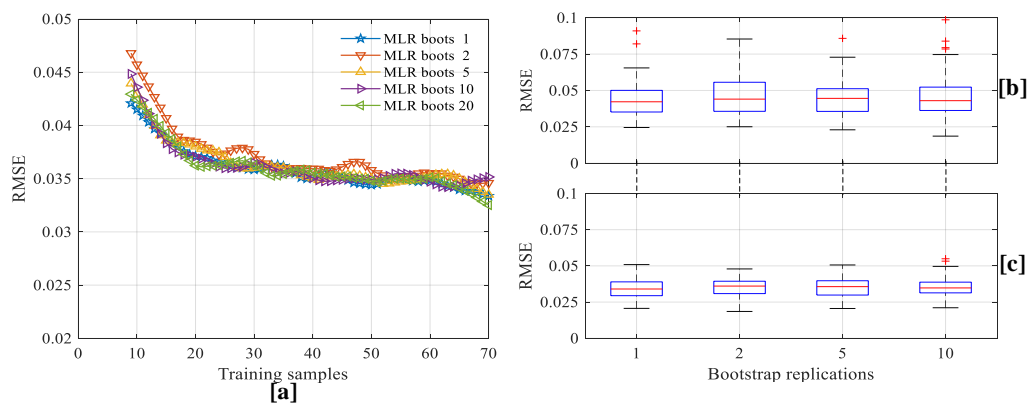 0.05
0.045
0.04
0.035
0.03
0.025
0.02
RMSE
MLR boots 1
MLR boots 2
MLR boots 5
MLR boots 10
MLR boots 20
0 10 20 30 40 50 60 70
Training samples
[a]
0.1
0.075
0.05
0.025
0
RMSE
[b]
0.1
0.075
0.05
0.025
0
RMSE
[c]
1 2 5 10
Bootstrap replications